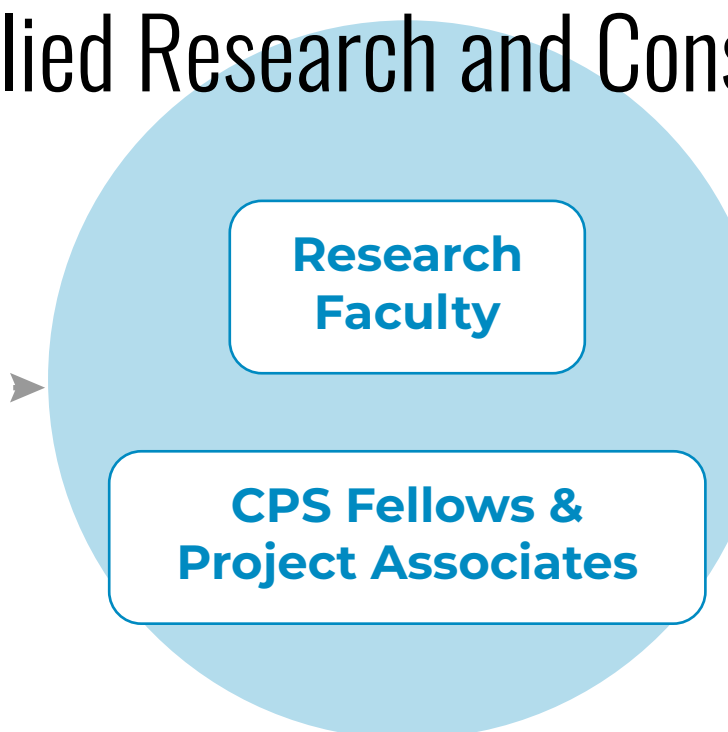 lied Research and Cons
Research
Faculty
CPS Fellows &
Project Associates